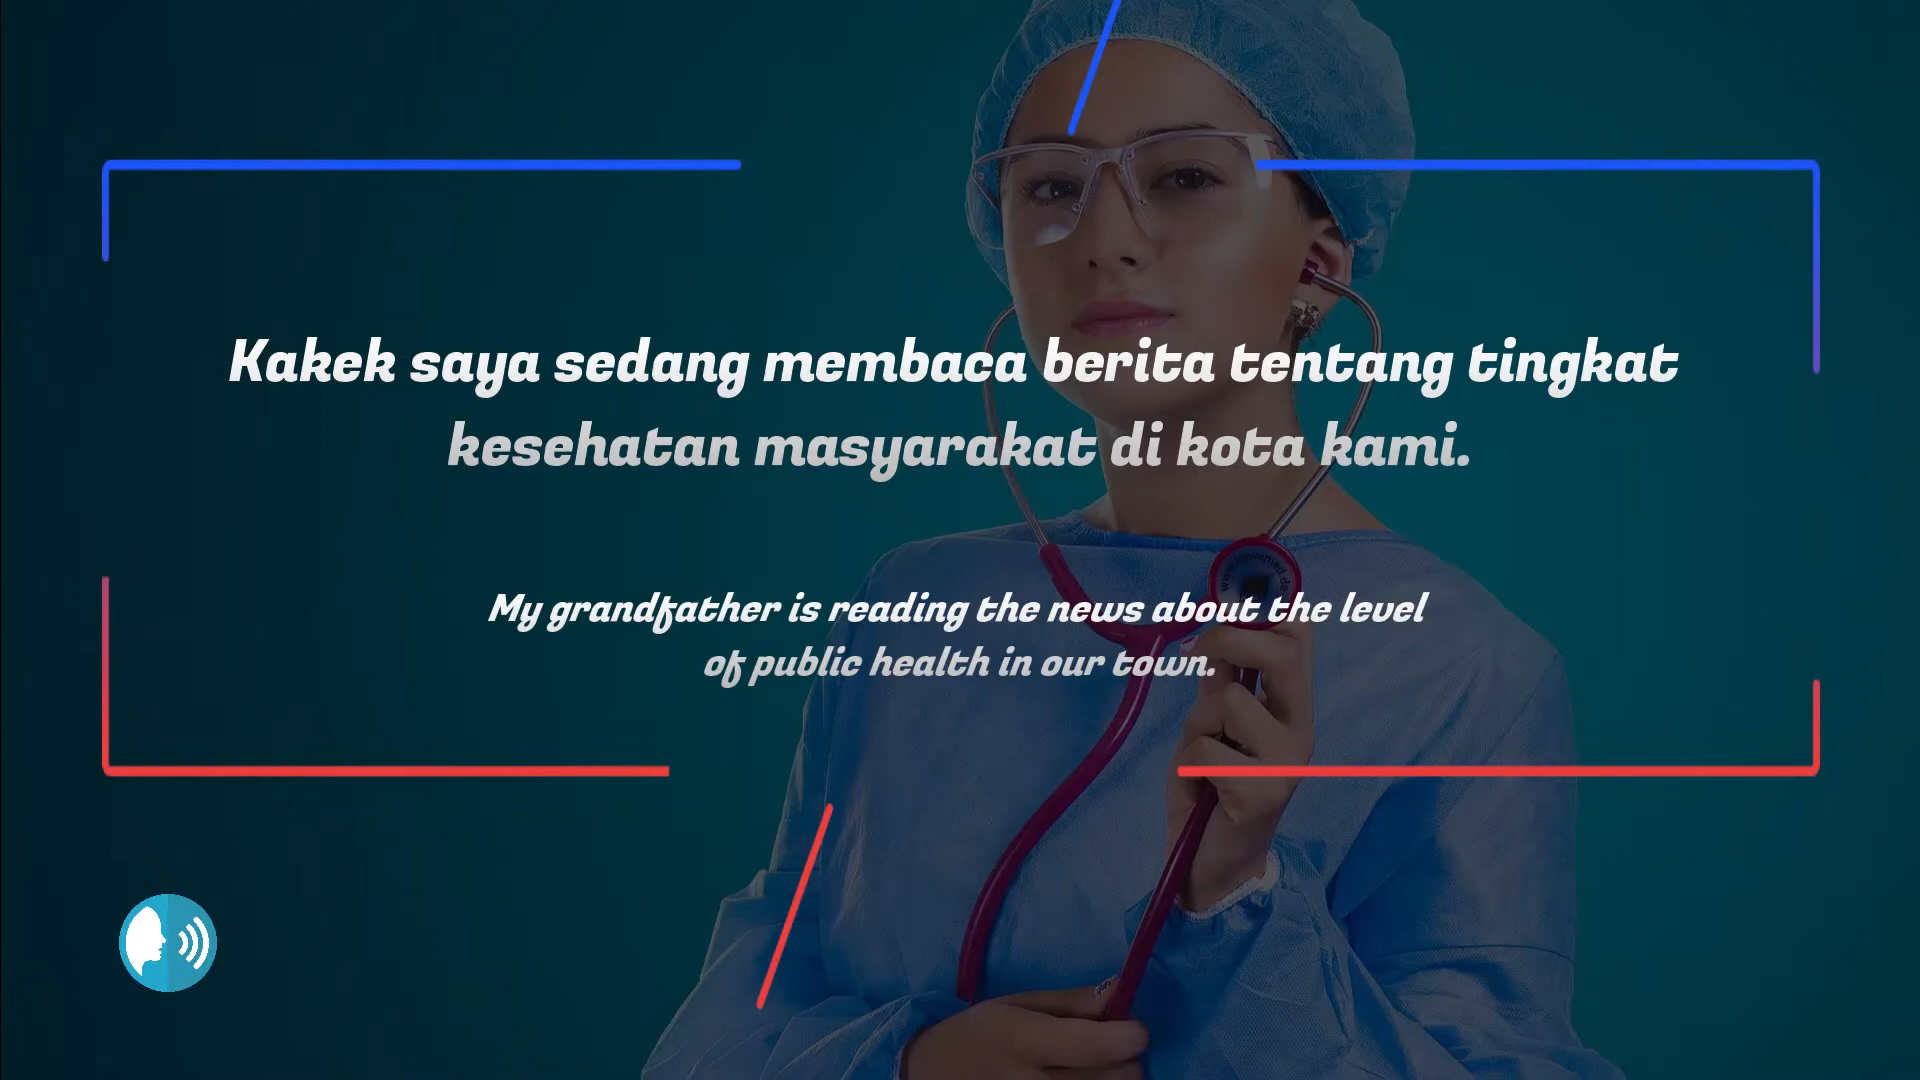 Kakek saya sedang membaca berita tentang tingkat
kesehatan masyarakat di kota kami.
My grandfather is reading the news about the level
of public health in our town.